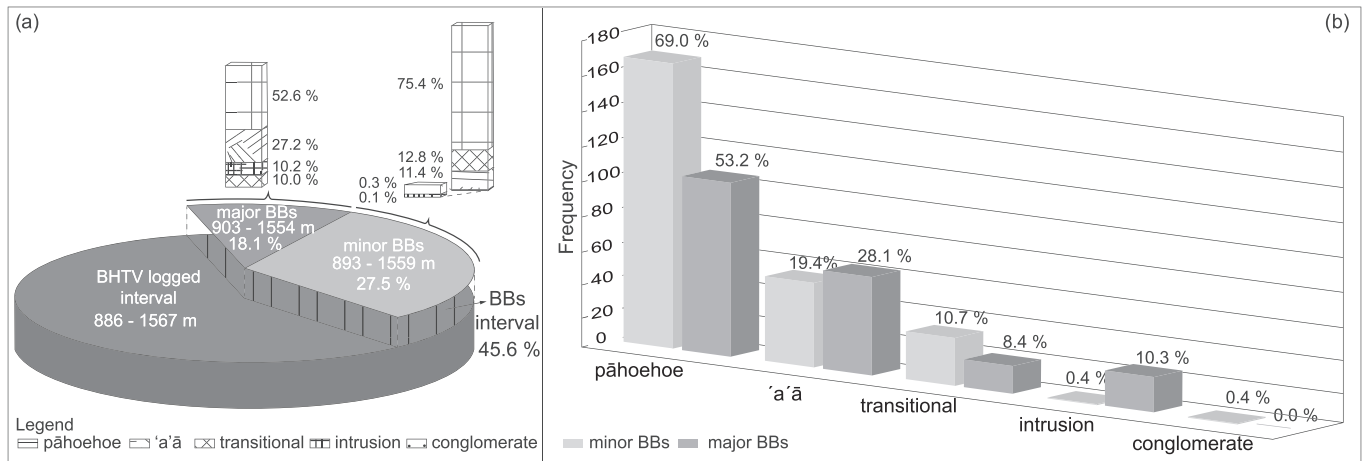 (a)
52.6 %
27.2 %
10.2 %
10.0 %
75.4 %
12.8 %
11.4 %
0.3 %
0.1 %
major BBs
903 - 1554 m
18.1 %
minor BBs
893 - 1559 m
27.5 %
BHTV logged
interval
886 - 1567 m
BBs
interval
45.6 %
Legend
pāhoehoe ‘a’ā transitional intrusion conglomerate
(b)
Frequency
180
160
140
120
100
80
60
40
20
0
69.0 %
53.2 %
19.4%
28.1 %
10.7 %
8.4 %
0.4 %
10.3 %
0.4 %
0.0 %
pāhoehoe
´a´ā
transitional
intrusion
conglomerate
minor BBs major BBs